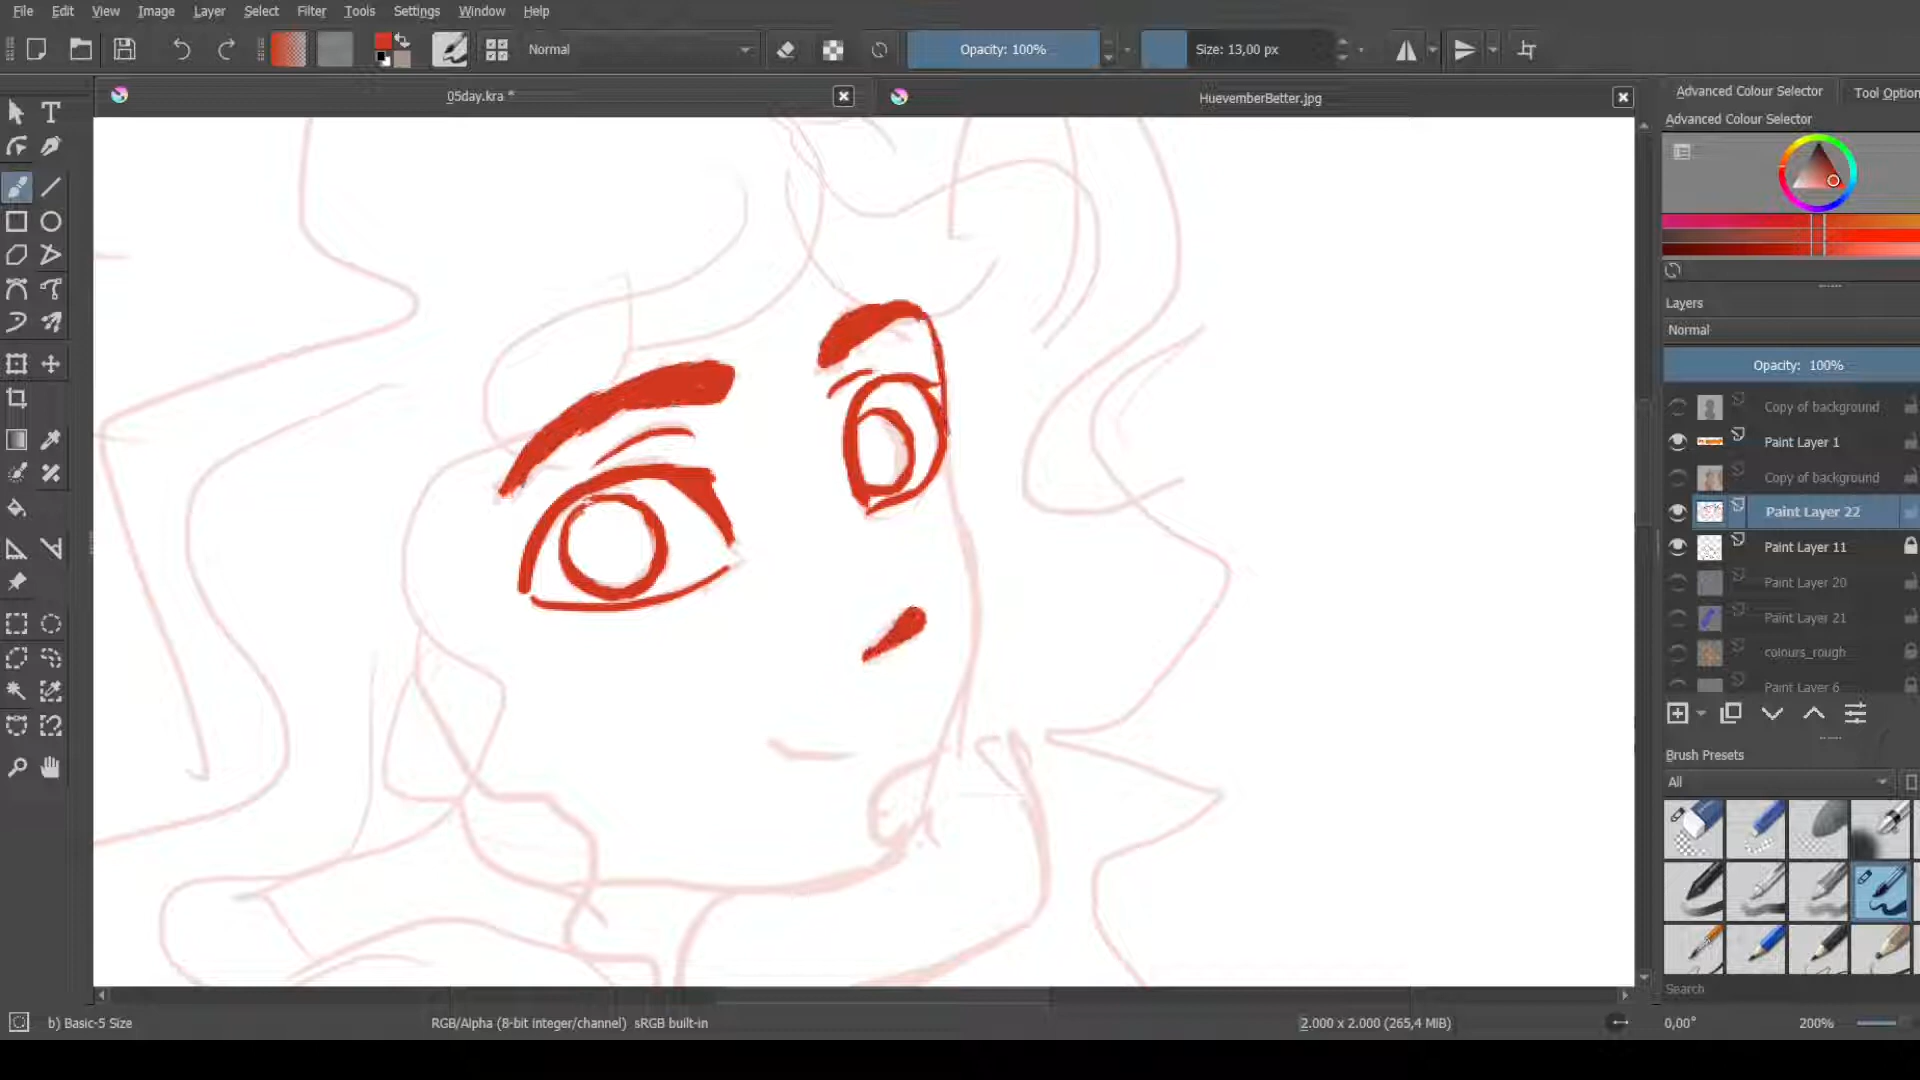 File Edit View Image Layer Select Filter Tools Settings Window Help
Normal
Opacity: 100%
Size: 13,00 px
05day.kra *
HuevemberBetter.jpg
Advanced Colour Selector
Tool Option
Advanced Colour Selector
Layers
Normal
Opacity: 100%
Copy of background
Paint Layer 1
Copy of background
Paint Layer 22
Paint Layer 11
Paint Layer 20
Paint Layer 21
colours_rough
Paint Layer 6
Brush Presets
All
Search
b) Basic-5 Size
RGB/Alpha (8-bit integer/channel) sRGB built-in
2.000 x 2.000 (265,4 MiB)
0,00°
200%